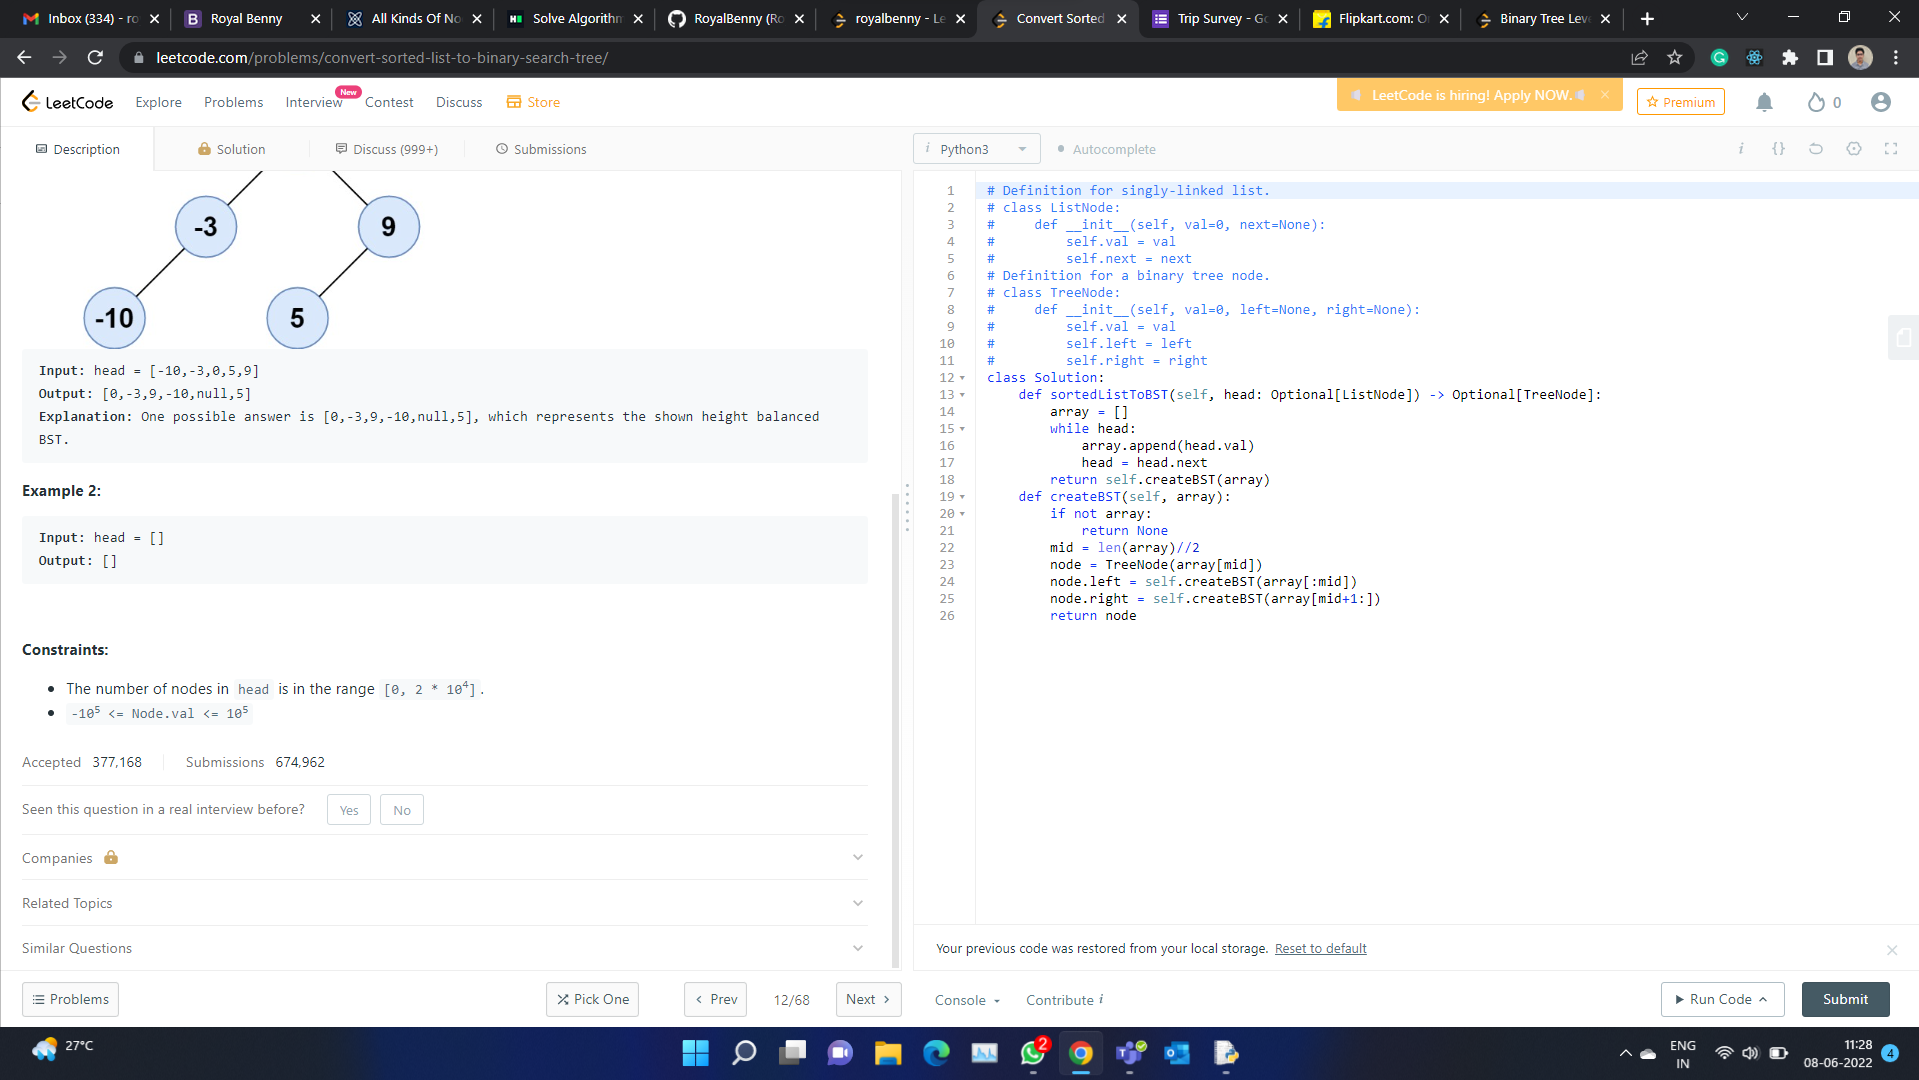 Inbox (334) - ro
Royal Benny
All Kinds Of No
Solve Algorithm
RoyalBenny (Ro
royalbenny - Le
Convert Sorted
Trip Survey - Go
Flipkart.com: O
Binary Tree Leve
leetcode.com/problems/convert-sorted-list-to-binary-search-tree/
LeetCode
Explore
Problems
Interview
New
Contest
Discuss
Store
LeetCode is hiring! Apply NOW.
Premium
0
Description
Solution
Discuss (999+)
Submissions
-3
9
-10
5
Input: head = [-10,-3,0,5,9]
Output: [0,-3,9,-10,null,5]
Explanation: One possible answer is [0,-3,9,-10,null,5], which represents the shown height balanced
BST.
Example 2:
Input: head = []
Output: []
Constraints:
• The number of nodes in head is in the range [0, 2 * 10⁴].
• -10⁵ <= Node.val <= 10⁵
Accepted 377,168 Submissions 674,962
Seen this question in a real interview before? Yes No
Companies
Related Topics
Similar Questions
Problems
Pick One
Prev
12/68
Next
i Python3
Autocomplete
i {}
1 # Definition for singly-linked list.
2 # class ListNode:
3 #     def __init__(self, val=0, next=None):
4 #         self.val = val
5 #         self.next = next
6 # Definition for a binary tree node.
7 # class TreeNode:
8 #     def __init__(self, val=0, left=None, right=None):
9 #         self.val = val
10 #         self.left = left
11 #         self.right = right
12 class Solution:
13     def sortedListToBST(self, head: Optional[ListNode]) -> Optional[TreeNode]:
14         array = []
15         while head:
16             array.append(head.val)
17             head = head.next
18         return self.createBST(array)
19     def createBST(self, array):
20         if not array:
21             return None
22         mid = len(array)//2
23         node = TreeNode(array[mid])
24         node.left = self.createBST(array[:mid])
25         node.right = self.createBST(array[mid+1:])
26         return node
Your previous code was restored from your local storage. Reset to default
Console
Contribute i
Run Code
Submit
27°C
2
ENG
IN
11:28
08-06-2022
4